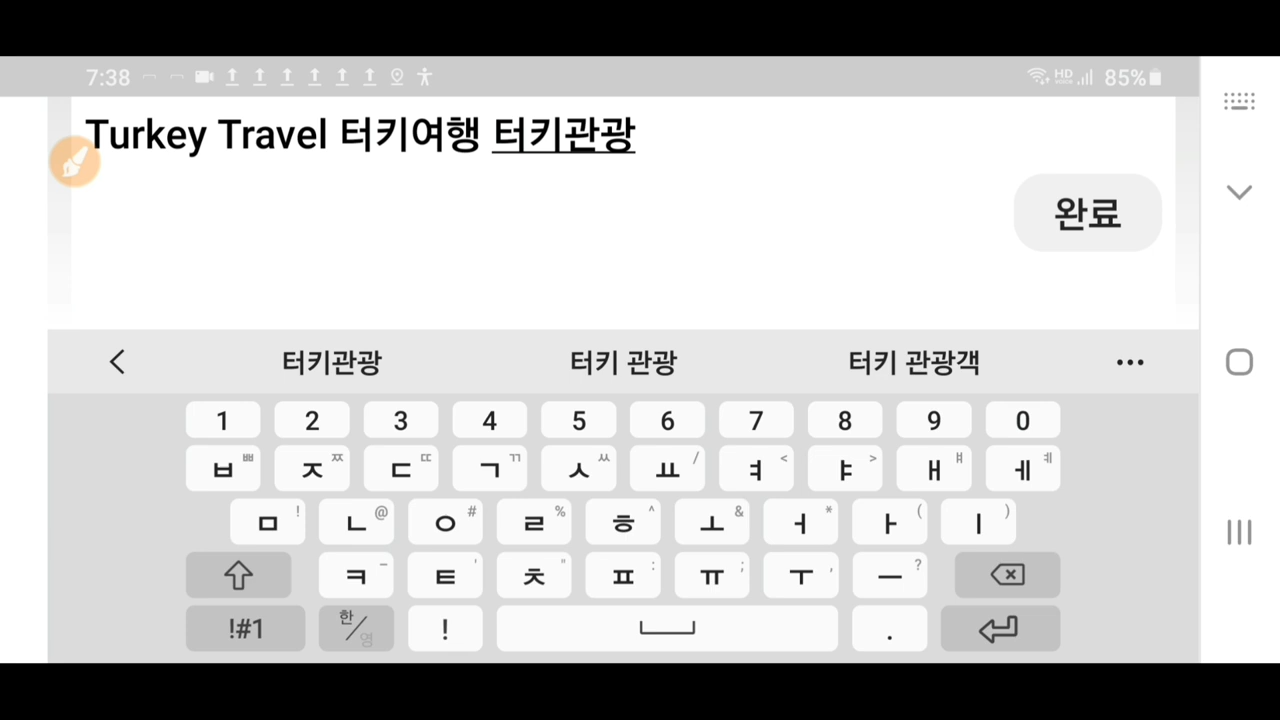 7:38 HD VOICE 85%
Turkey Travel 터키여행 터키관광
완료
터키관광 터키 관광 터키 관광객
1 2 3 4 5 6 7 8 9 0
ㅂ ㅃ ㅈ ㅉ ㄷ ㄸ ㄱ ㄲ ㅅ ㅆ ㅛ / ㅕ < ㅑ > ㅐ ㅒ ㅔ ㅖ
ㅁ ! ㄴ @ ㅇ # ㄹ % ㅎ ^ ㅗ & ㅓ * ㅏ ( ㅣ )
ㅋ - ㅌ ' ㅊ " ㅍ : ㅠ ; ㅜ , ㅡ ?
!#1 한/영 ! .